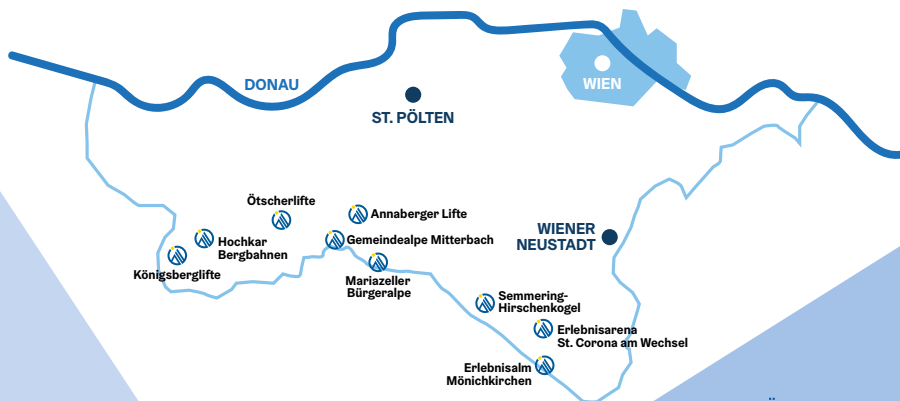 DONAU
WIEN
ST. PÖLTEN
Ötscherlifte
Annaberger Lifte
Hochkar
Bergbahnen
Gemeindealpe Mitterbach
Königsberglifte
Mariazeller
Bürgeralpe
WIENER
NEUSTADT
Semmering-
Hirschenkogel
Erlebnisarena
St. Corona am Wechsel
Erlebnisalm
Mönichkirchen